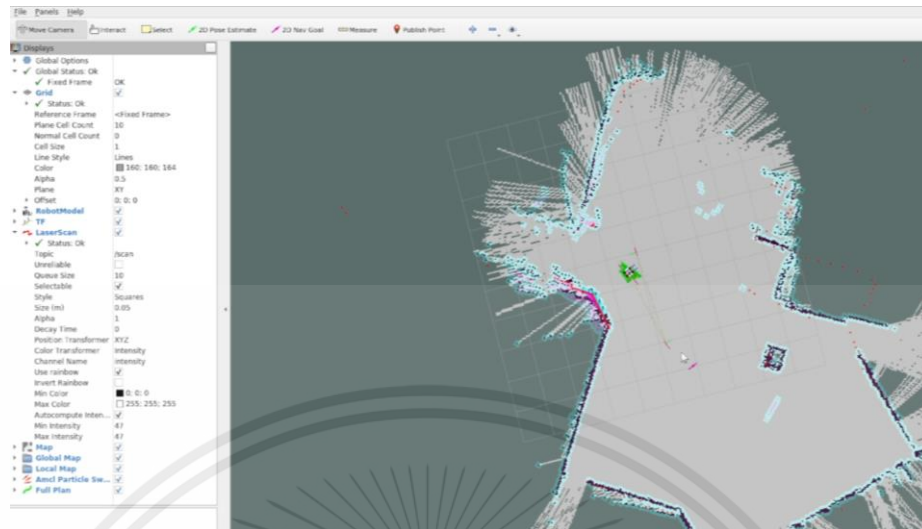 File Panels Help
Move Camera Interact Select 2D Pose Estimate 2D Nav Goal Measure Publish Point
Displays
Global Options
Global Status: Ok
Fixed Frame OK
Grid
Status: Ok
Reference Frame <Fixed Frame>
Plane Cell Count 10
Normal Cell Count 0
Cell Size 1
Line Style Lines
Color 160; 160; 164
Alpha 0.5
Plane XY
Offset 0; 0; 0
RobotModel
TF
LaserScan
Status: Ok
Topic /scan
Unreliable
Queue Size 10
Selectable
Style Squares
Size (m) 0.05
Alpha 1
Decay Time 0
Position Transformer XYZ
Color Transformer Intensity
Channel Name intensity
Use rainbow
Invert Rainbow
Min Color 0; 0; 0
Max Color 255; 255; 255
Autocompute Inten...
Min Intensity 47
Max Intensity 47
Map
Global Map
Local Map
Amcl Particle Sw...
Full Plan